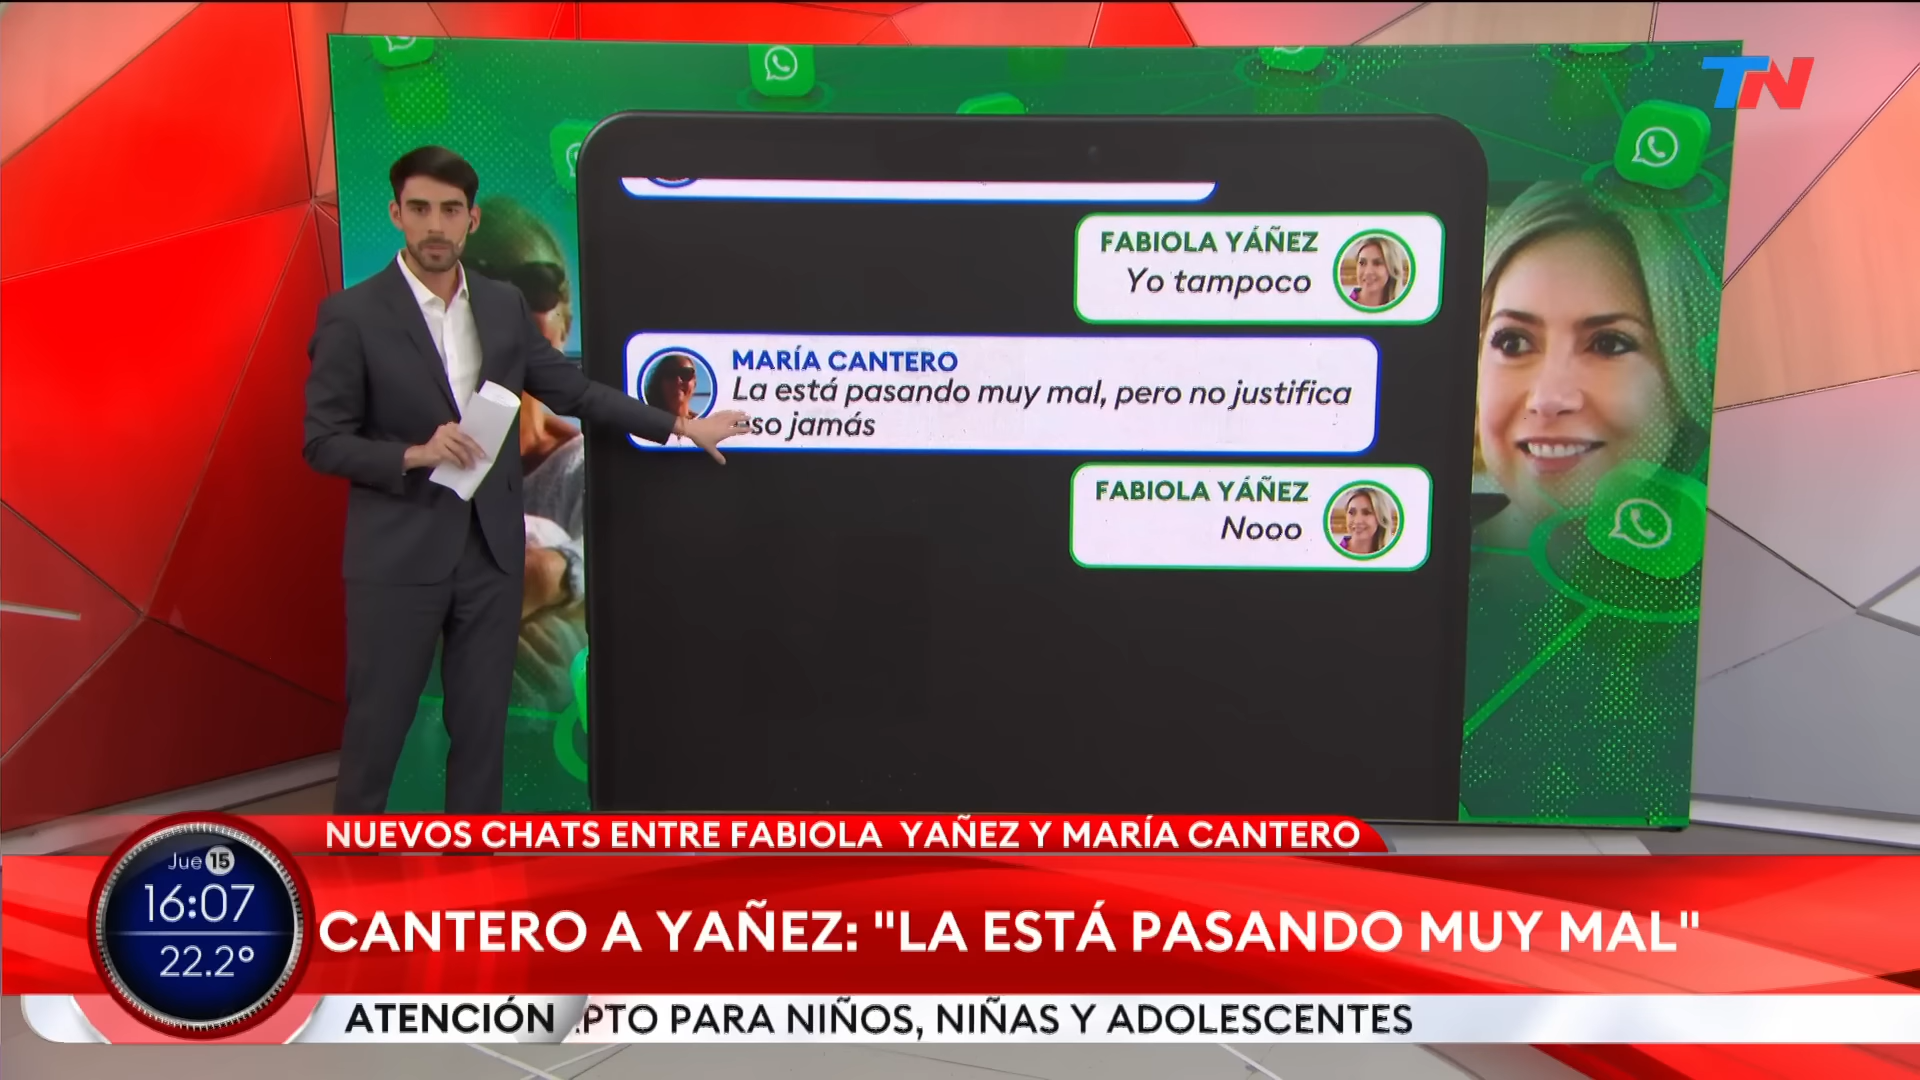 TN
FABIOLA YÁÑEZ
Yo tampoco
MARÍA CANTERO
La está pasando muy mal, pero no justifica
eso jamás
FABIOLA YÁÑEZ
Nooo
NUEVOS CHATS ENTRE FABIOLA YAÑEZ Y MARÍA CANTERO
Jue 15
16:07
22.2°
CANTERO A YAÑEZ: "LA ESTÁ PASANDO MUY MAL"
ATENCIÓN PTO PARA NIÑOS, NIÑAS Y ADOLESCENTES